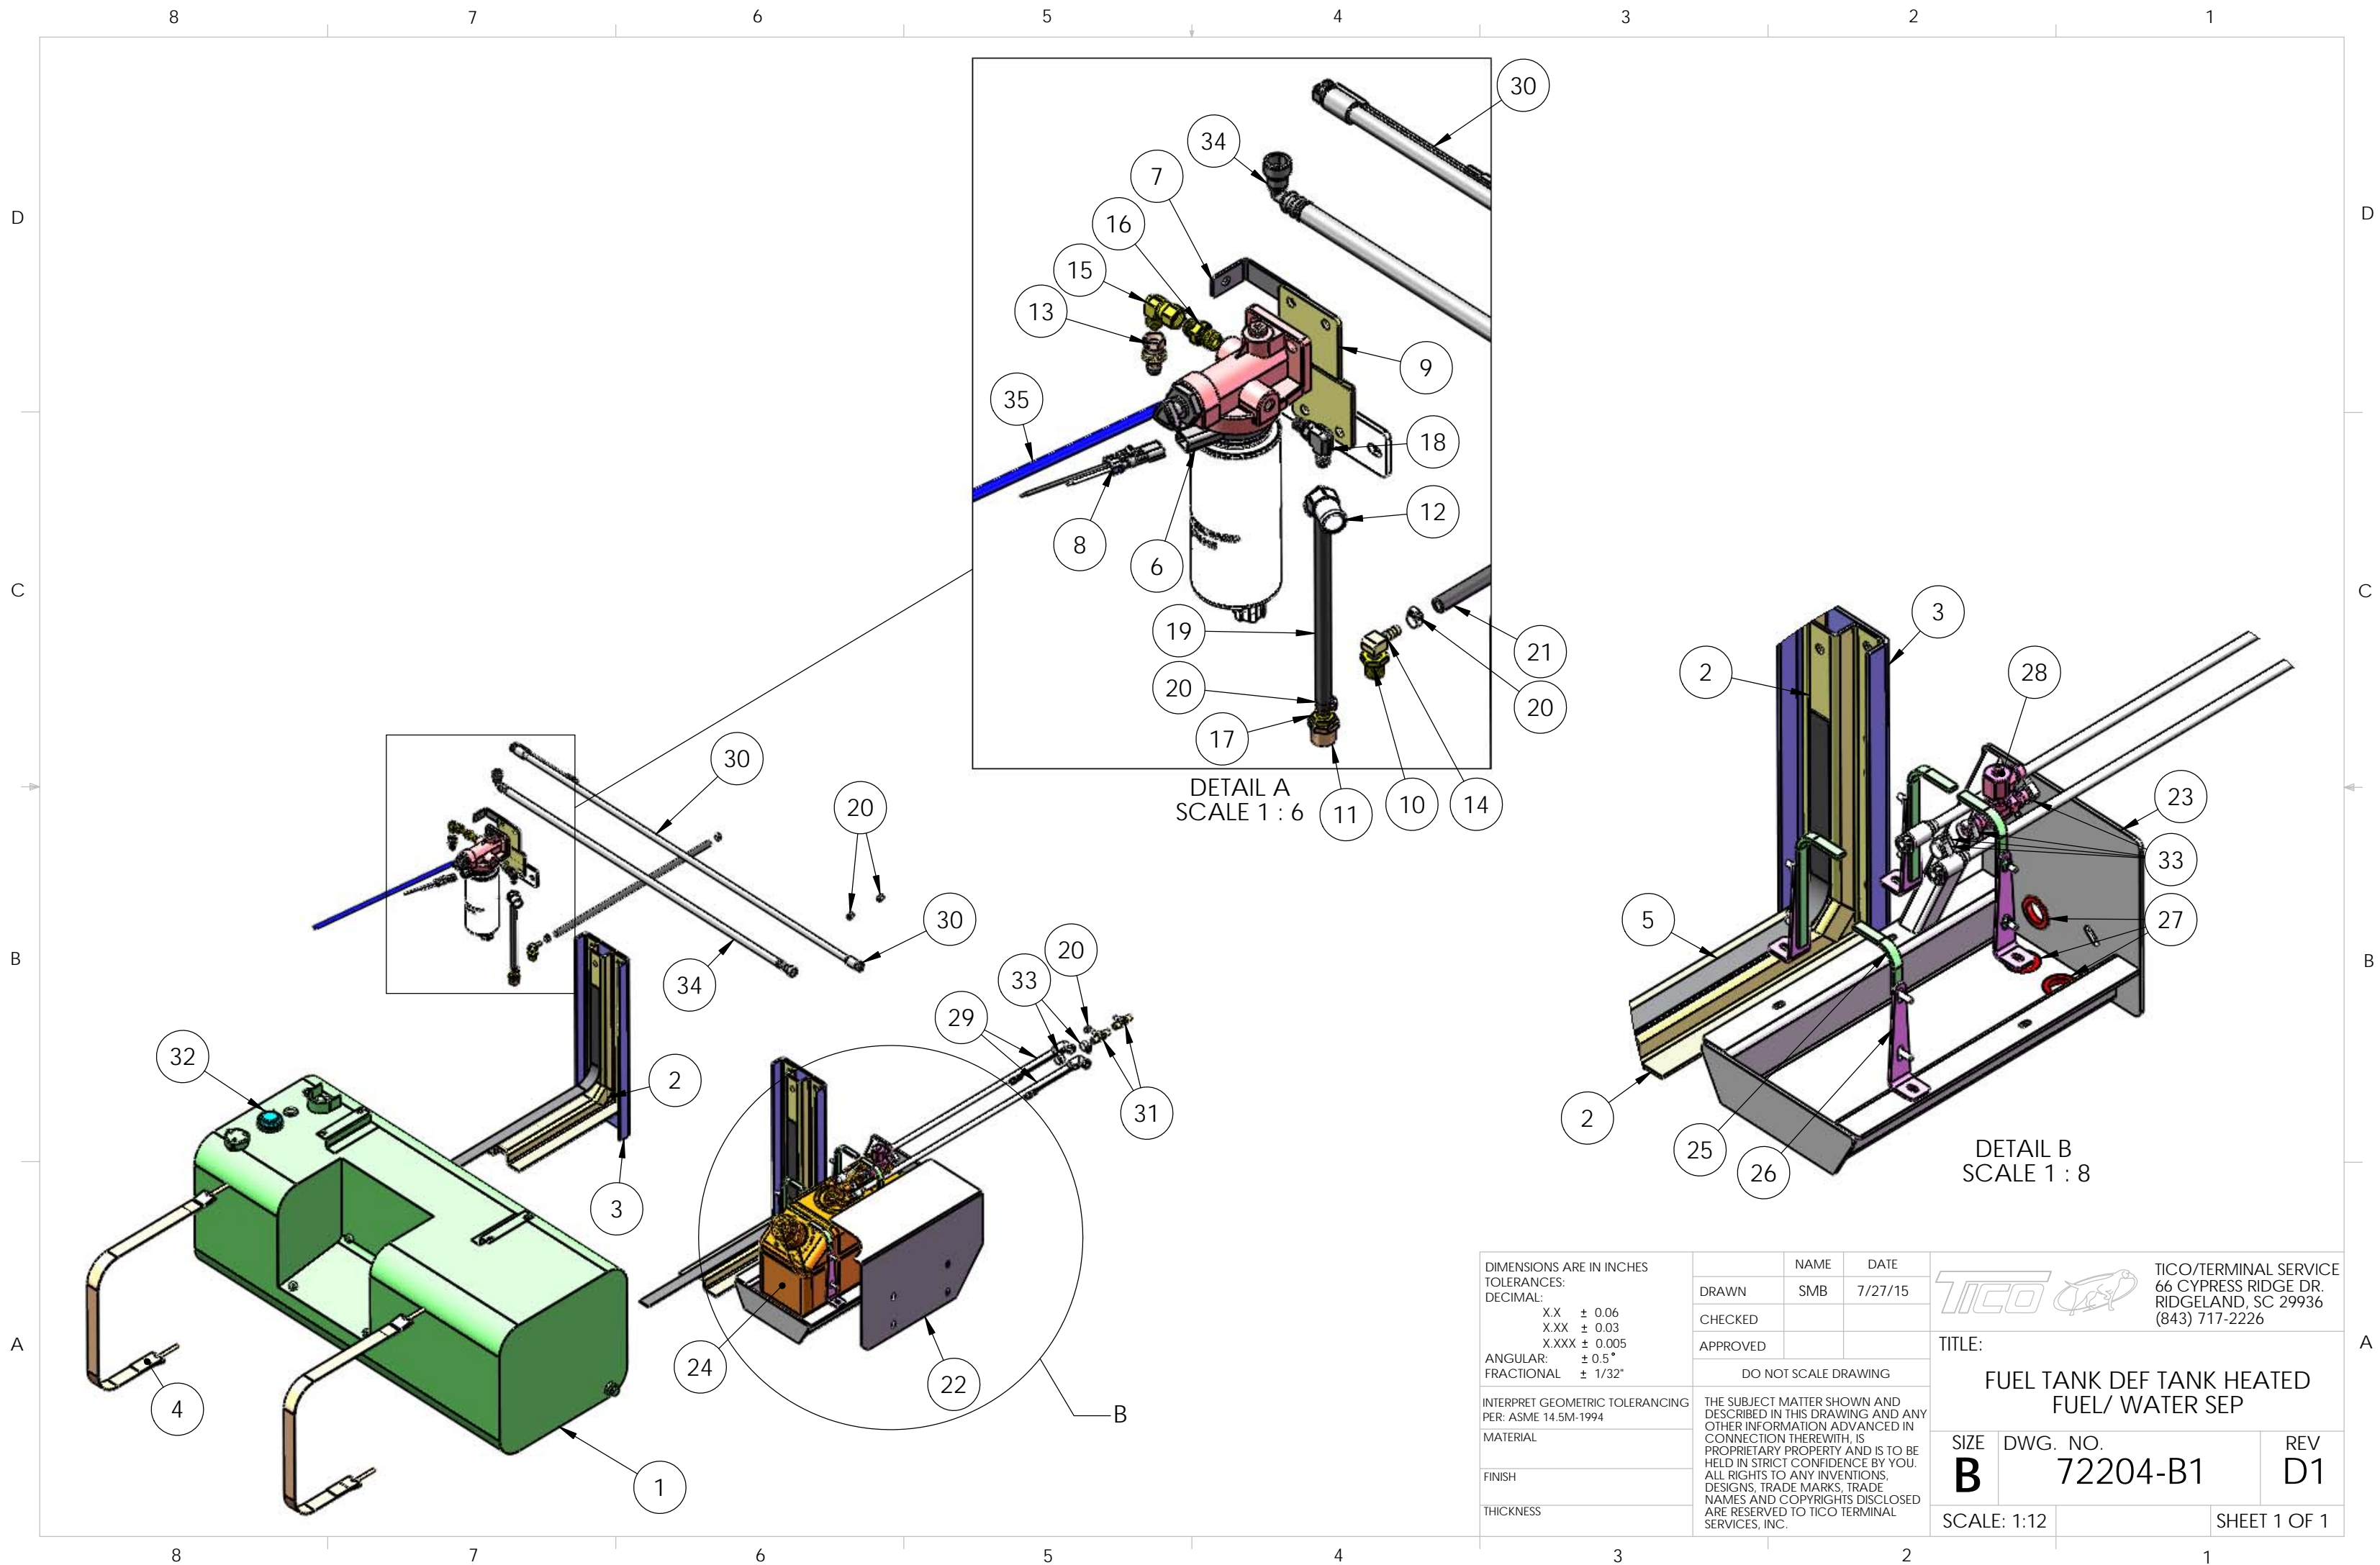 8 7 6 5 4 3 2 1
D D
C C
B B
A A
30
34
7
16
15
13
9
35
18
12
8
6
19
21
20
20
17
11
10
14
DETAIL A
SCALE 1 : 6
3
2
28
23
33
5
27
2
25
26
DETAIL B
SCALE 1 : 8
30
20
30
34
20
33
29
32
2
31
3
24
22
4
1
B
DIMENSIONS ARE IN INCHES
TOLERANCES:
DECIMAL:
X.X ± 0.06
X.XX ± 0.03
X.XXX ± 0.005
ANGULAR: ± 0.5°
FRACTIONAL ± 1/32"
INTERPRET GEOMETRIC TOLERANCING
PER: ASME 14.5M-1994
MATERIAL
FINISH
THICKNESS
NAME DATE
DRAWN SMB 7/27/15
CHECKED
APPROVED
DO NOT SCALE DRAWING
THE SUBJECT MATTER SHOWN AND
DESCRIBED IN THIS DRAWING AND ANY
OTHER INFORMATION ADVANCED IN
CONNECTION THEREWITH, IS
PROPRIETARY PROPERTY AND IS TO BE
HELD IN STRICT CONFIDENCE BY YOU.
ALL RIGHTS TO ANY INVENTIONS,
DESIGNS, TRADE MARKS, TRADE
NAMES AND COPYRIGHTS DISCLOSED
ARE RESERVED TO TICO TERMINAL
SERVICES, INC.
TICO
TICO/TERMINAL SERVICE
66 CYPRESS RIDGE DR.
RIDGELAND, SC 29936
(843) 717-2226
TITLE:
FUEL TANK DEF TANK HEATED
FUEL/ WATER SEP
SIZE DWG. NO. REV
B 72204-B1 D1
SCALE: 1:12 SHEET 1 OF 1
8 7 6 5 4 3 2 1